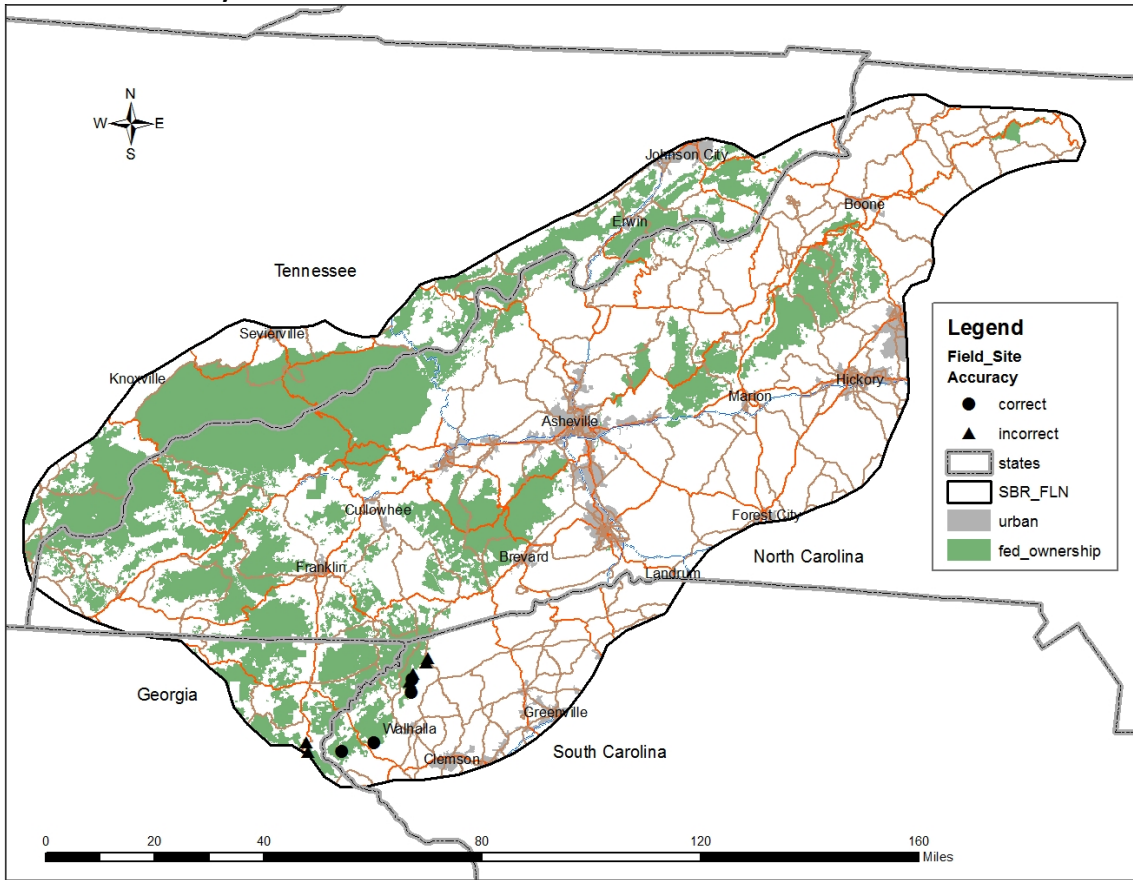 N
W E
S
Johnson City
Boone
Erwin
Tennessee
Sevierville
Knoxville
Hickory
Marion
Asheville
Cullowhee
Forest City
Brevard
North Carolina
Franklin
Landrum
Georgia
Greenville
Walhalla
South Carolina
Clemson
Legend
Field_Site
Accuracy
correct
incorrect
states
SBR_FLN
urban
fed_ownership
0 20 40 80 120 160
Miles